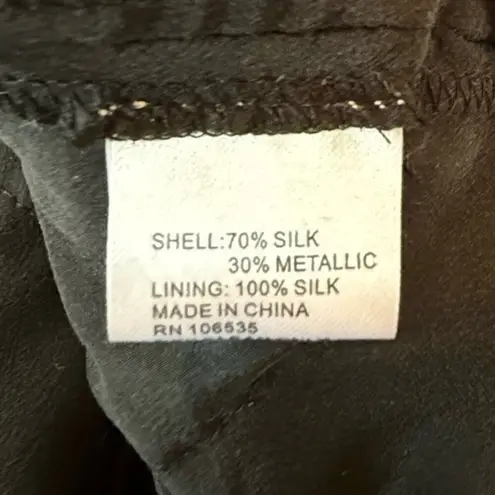 SHELL:70% SILK
30% METALLIC
LINING: 100% SILK
MADE IN CHINA
RN 106535